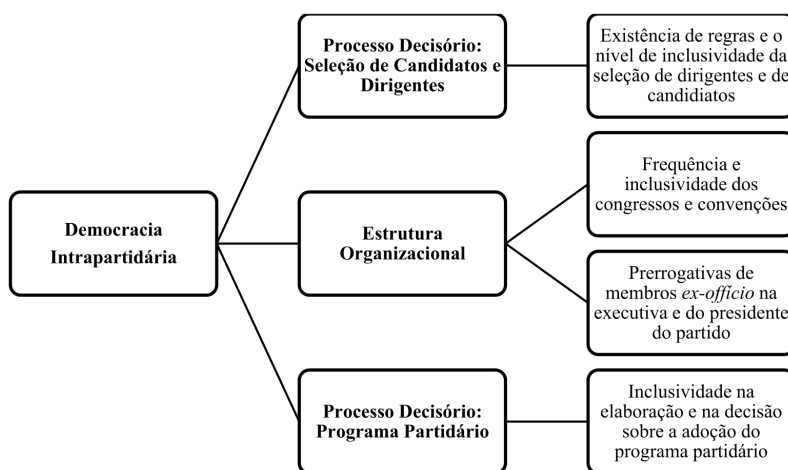 Democracia
Intrapartidária
Processo Decisório:
Seleção de Candidatos e
Dirigentes
Existência de regras e o
nível de inclusividade da
seleção de dirigentes e de
candidiatos
Estrutura
Organizacional
Frequência e
inclusividade dos
congressos e convenções
Prerrogativas de
membros ex-offício na
executiva e do presidente
do partido
Processo Decisório:
Programa Partidário
Inclusividade na
elaboração e na decisão
sobre a adoção do
programa partidário